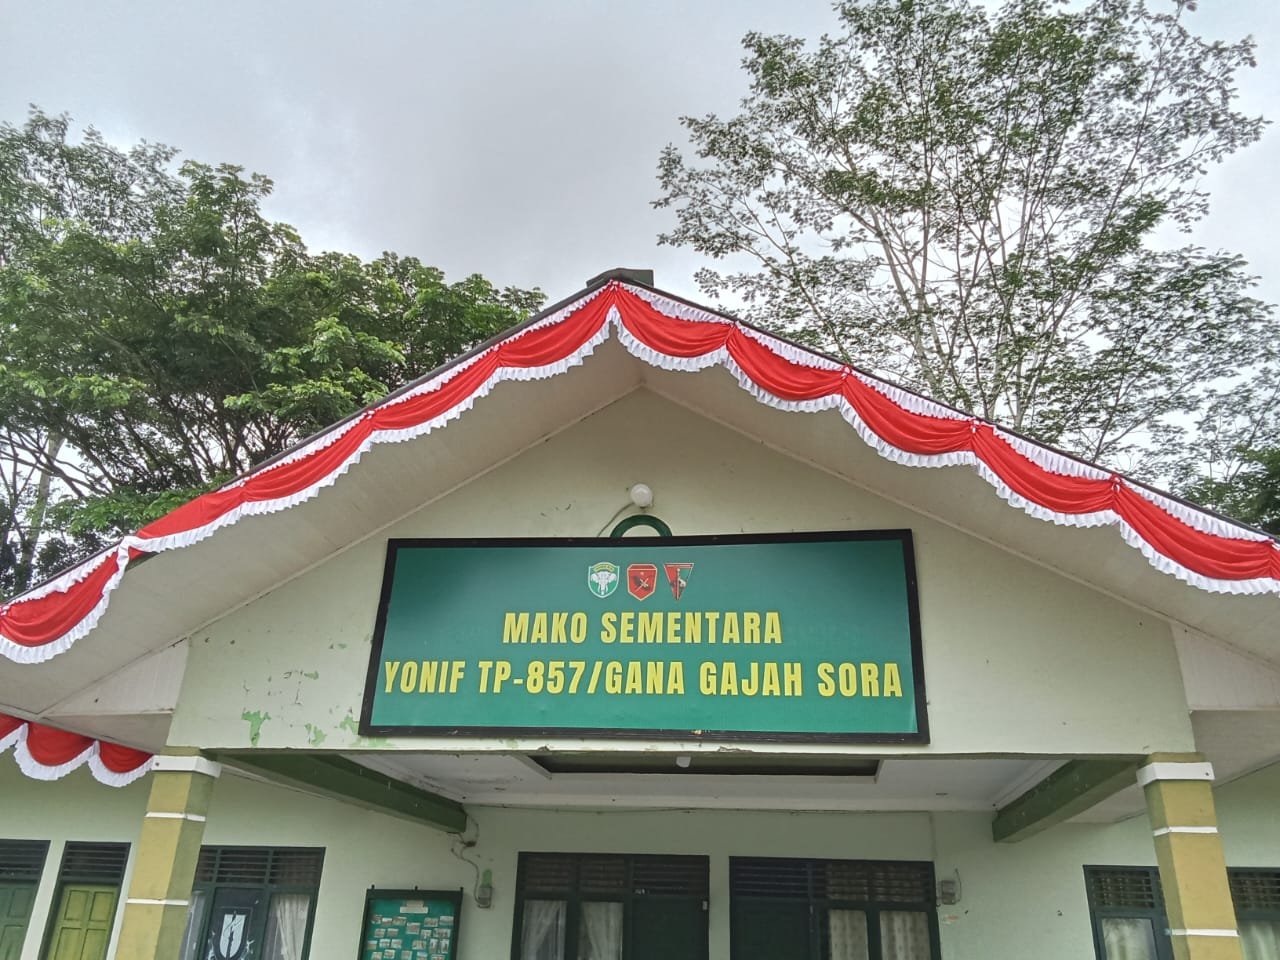 MAKO SEMENTARA
YONIF TP-857/GANA GAJAH SORA